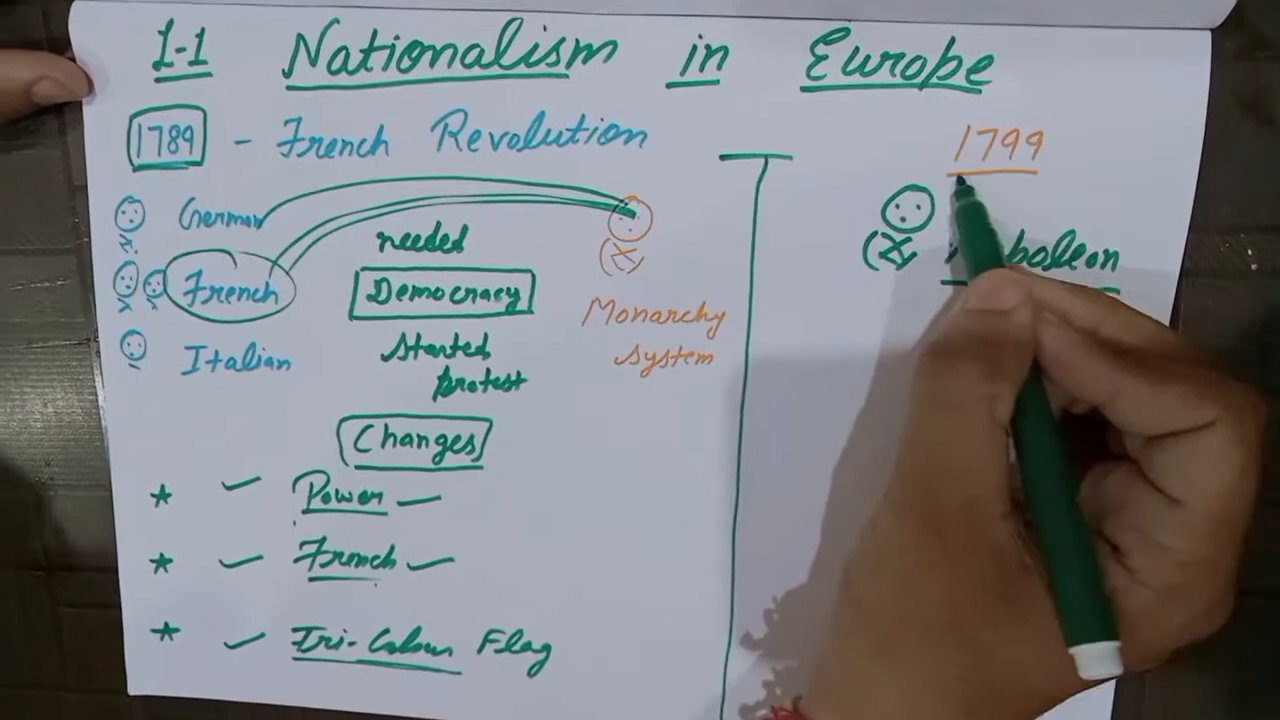 1-1 Nationalism in Europe
1789 - French Revolution
German
French
Italian
needed
Democracy
Started
protest
Monarchy
System
Changes
* ✓ Power ✓
* ✓ French ✓
* ✓ Tri-Colour Flag
1799